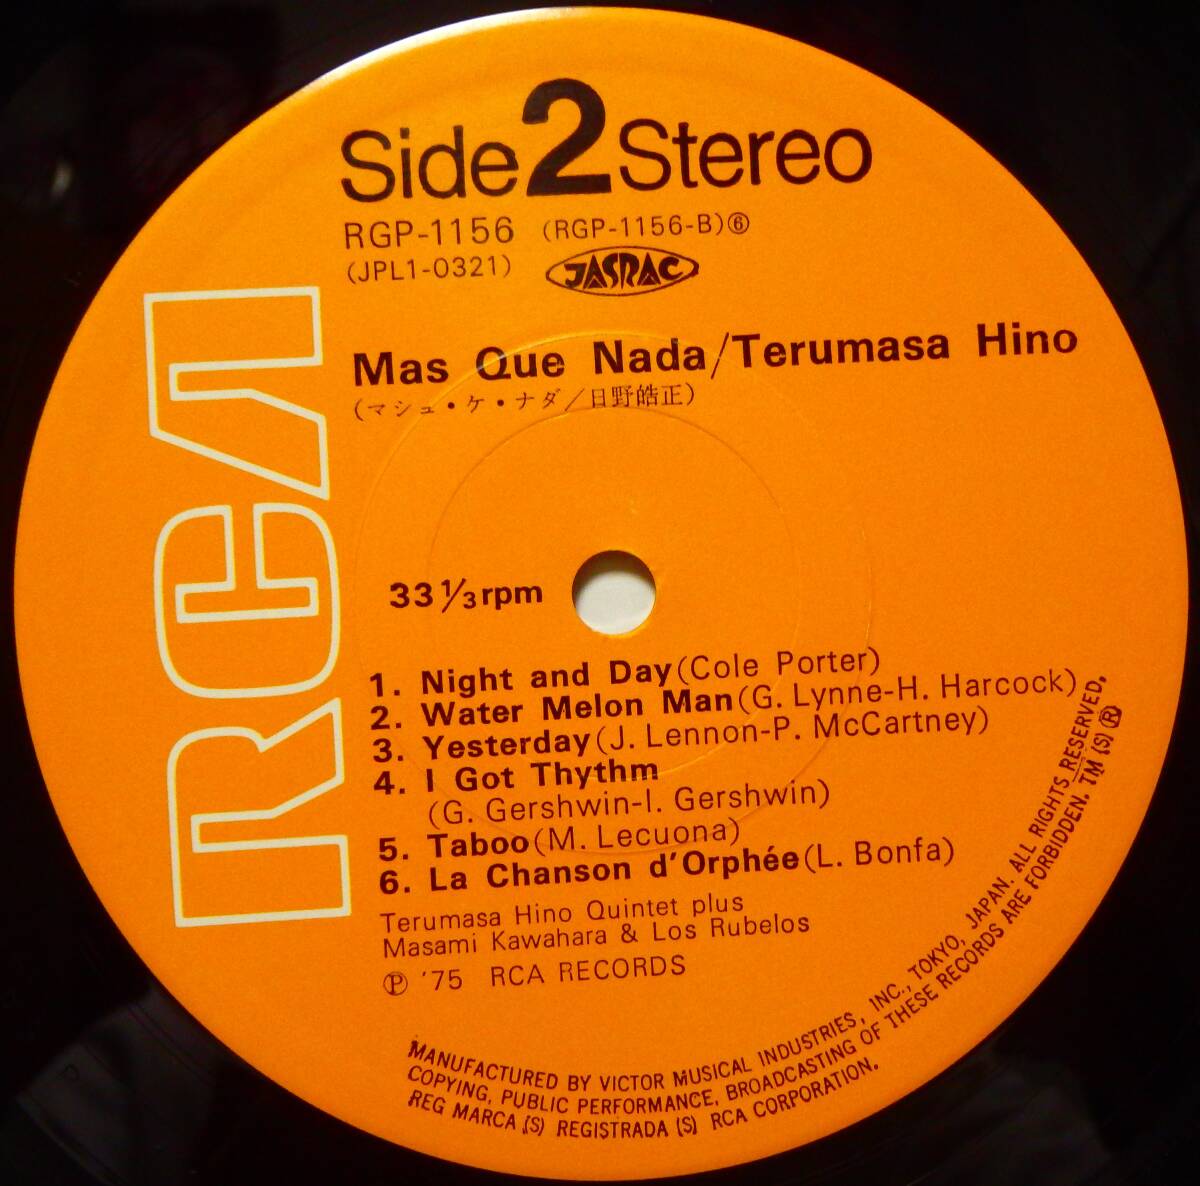 Side 2 Stereo
RGP-1156 (RGP-1156-B)⑥
(JPL1-0321) JASRAC
Mas Que Nada/Terumasa Hino
(マシュ・ケ・ナダ/日野皓正)
RCA
33 1/3 rpm
1. Night and Day (Cole Porter)
2. Water Melon Man (G. Lynne-H. Harcock)
3. Yesterday (J. Lennon-P. McCartney)
4. I Got Thythm
(G. Gershwin-I. Gershwin)
5. Taboo (M. Lecuona)
6. La Chanson d'Orphée (L. Bonfa)
Terumasa Hino Quintet plus
Masami Kawahara & Los Rubelos
Ⓟ '75 RCA RECORDS
MANUFACTURED BY VICTOR MUSICAL INDUSTRIES, INC., TOKYO, JAPAN. ALL RIGHTS RESERVED.
COPYING, PUBLIC PERFORMANCE, BROADCASTING OF THESE RECORDS ARE FORBIDDEN. TM (S) ®
REG MARCA (S) REGISTRADA (S) RCA CORPORATION.